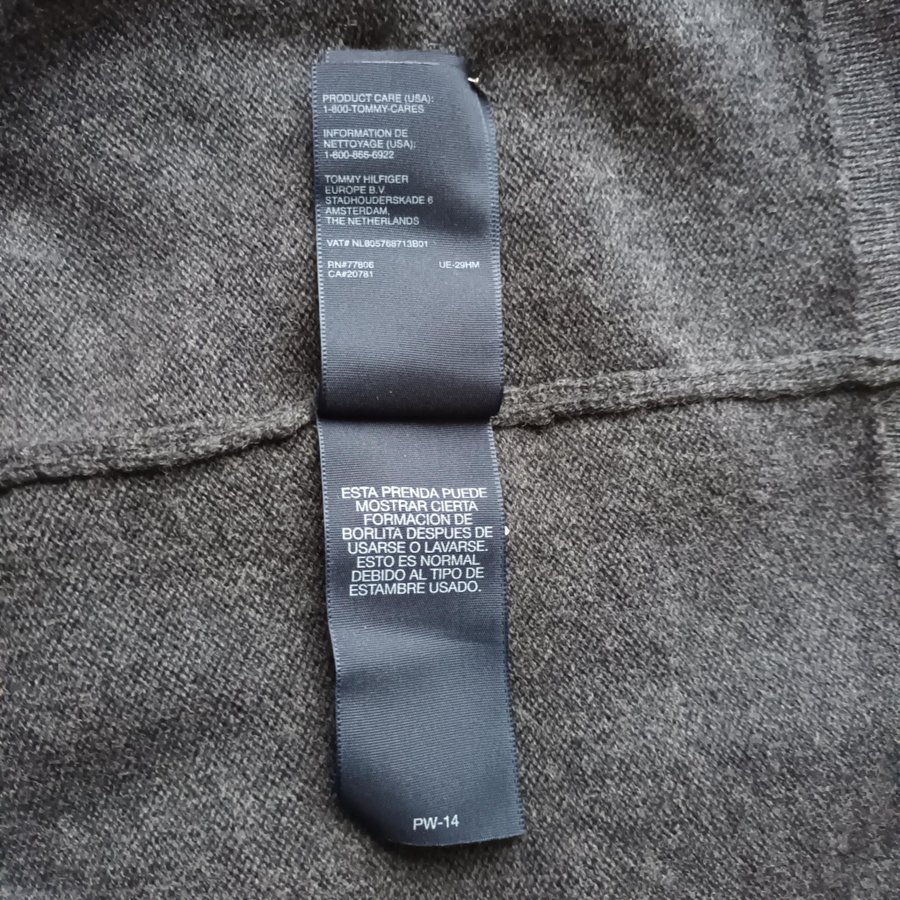 PRODUCT CARE (USA):
1-800-TOMMY-CARES
INFORMATION DE
NETTOYAGE (USA):
1-800-866-6922
TOMMY HILFIGER
EUROPE B.V.
STADHOUDERSKADE 6
AMSTERDAM,
THE NETHERLANDS
VAT# NL805768713B01
RN#77806 UE-29HM
CA#20781
ESTA PRENDA PUEDE
MOSTRAR CIERTA
FORMACION DE
BORLITA DESPUES DE
USARSE O LAVARSE.
ESTO ES NORMAL
DEBIDO AL TIPO DE
ESTAMBRE USADO.
PW-14